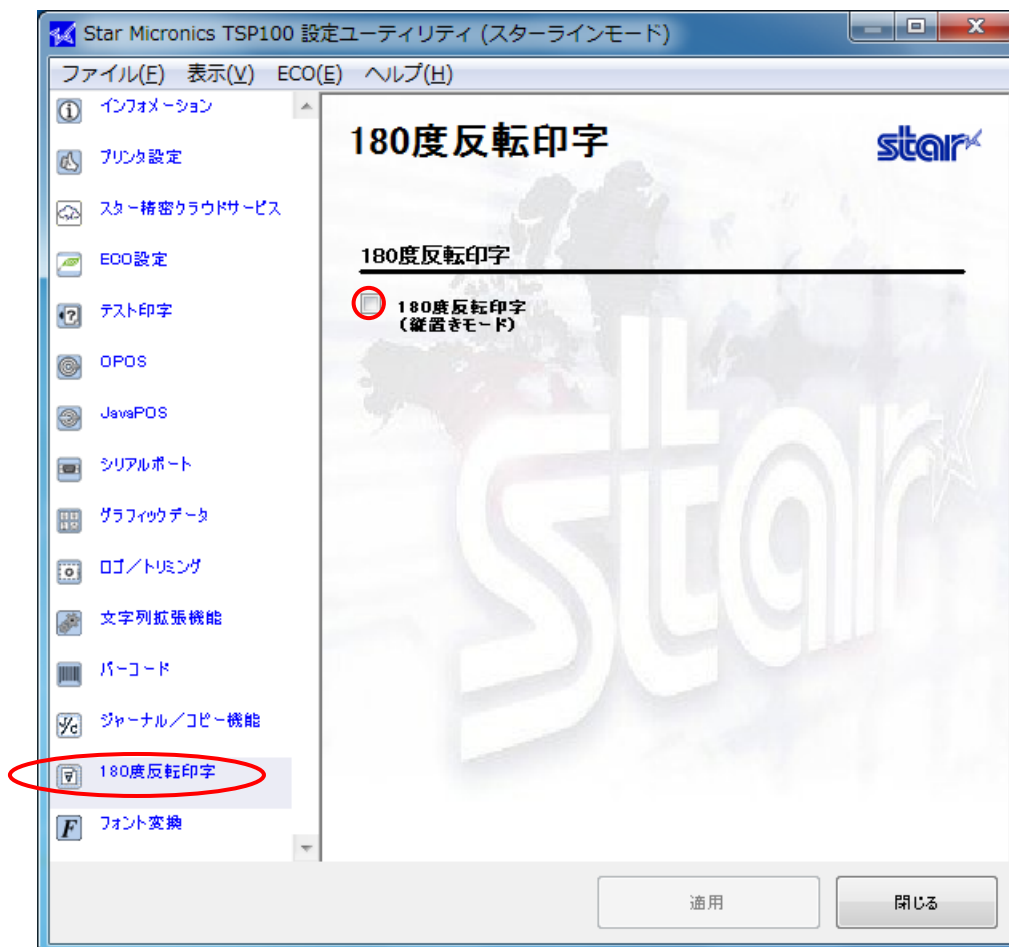 Star Micronics TSP100 設定ユーティリティ (スターラインモード)
ファイル(F) 表示(V) ECO(E) ヘルプ(H)
インフォメーション
プリンタ設定
スター精密クラウドサービス
ECO設定
テスト印字
OPOS
JavaPOS
シリアルポート
グラフィックデータ
ロゴ／トリミング
文字列拡張機能
バーコード
ジャーナル／コピー機能
180度反転印字
フォント変換
180度反転印字
star
180度反転印字
180度反転印字
(縦置きモード)
star
適用
閉じる